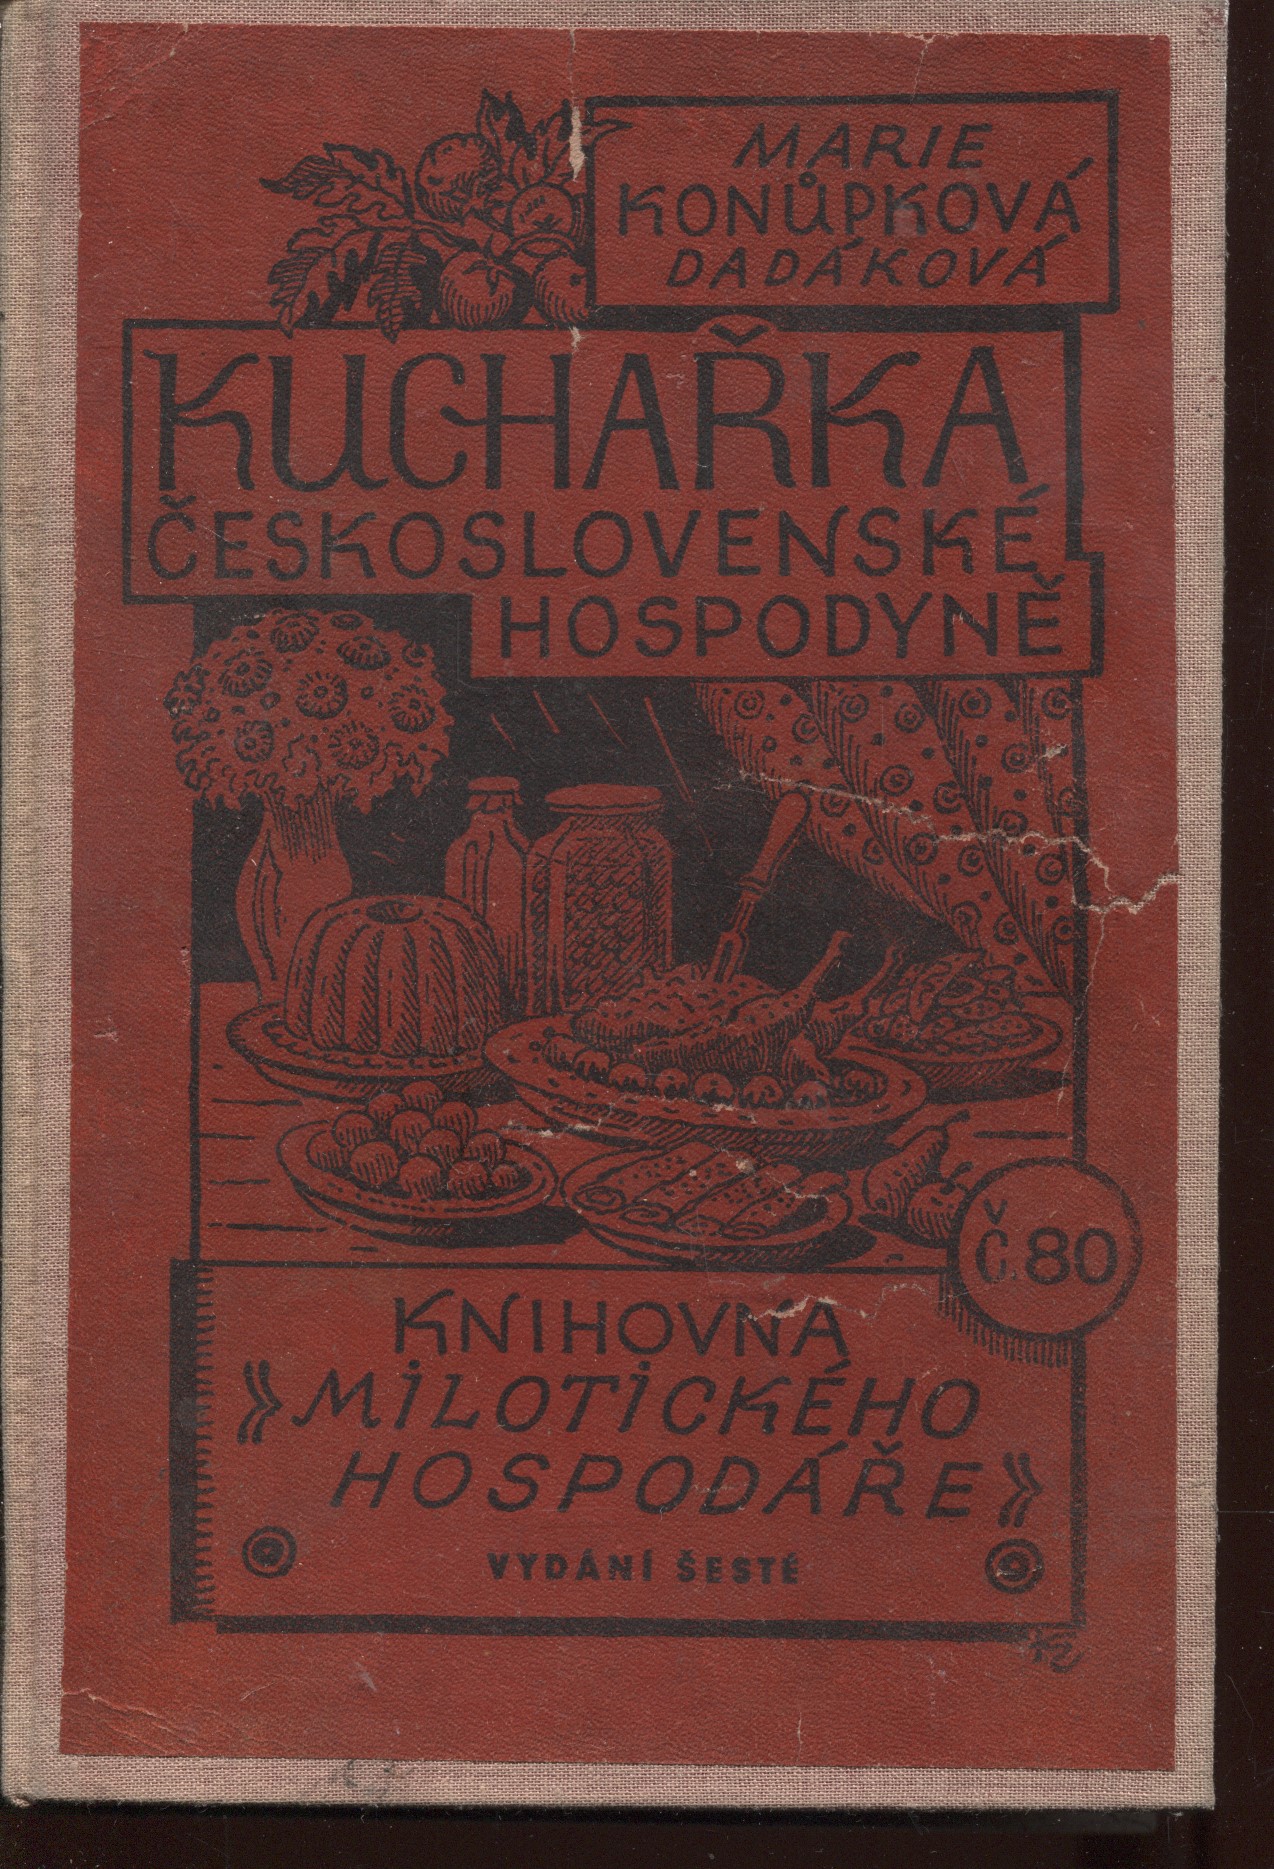 MARIE
KONŮPKOVÁ
DADÁKOVÁ
KUCHAŘKA
ČESKOSLOVENSKÉ
HOSPODYNĚ
Č.80
KNIHOVNA
»MILOTICKÉHO
HOSPODÁŘE»
VYDÁNÍ ŠESTÉ